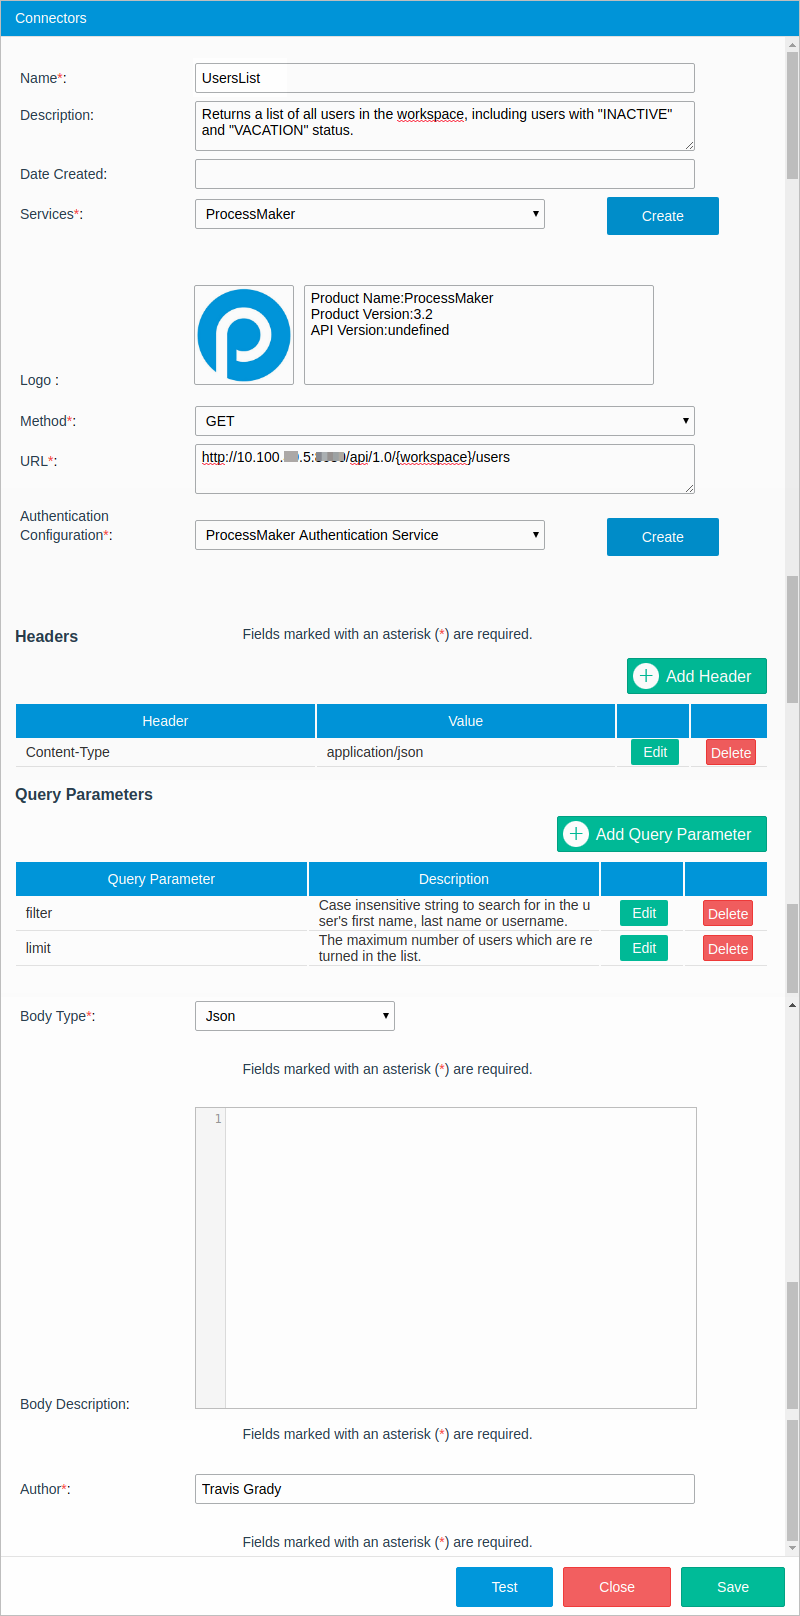 Connectors
Name*: UsersList
Description: Returns a list of all users in the workspace, including users with "INACTIVE"
and "VACATION" status.
Date Created:
Services*: ProcessMaker Create
Product Name:ProcessMaker
Product Version:3.2
API Version:undefined
Logo :
Method*: GET
URL*: http://10.100. .5: /api/1.0/{workspace}/users
Authentication
Configuration*: ProcessMaker Authentication Service Create
Headers Fields marked with an asterisk (*) are required.
Add Header
Header Value
Content-Type application/json Edit Delete
Query Parameters
Add Query Parameter
Query Parameter Description
filter Case insensitive string to search for in the u
ser's first name, last name or username. Edit Delete
limit The maximum number of users which are re
turned in the list. Edit Delete
Body Type*: Json
Fields marked with an asterisk (*) are required.
1
Body Description:
Fields marked with an asterisk (*) are required.
Author*: Travis Grady
Fields marked with an asterisk (*) are required.
Test Close Save